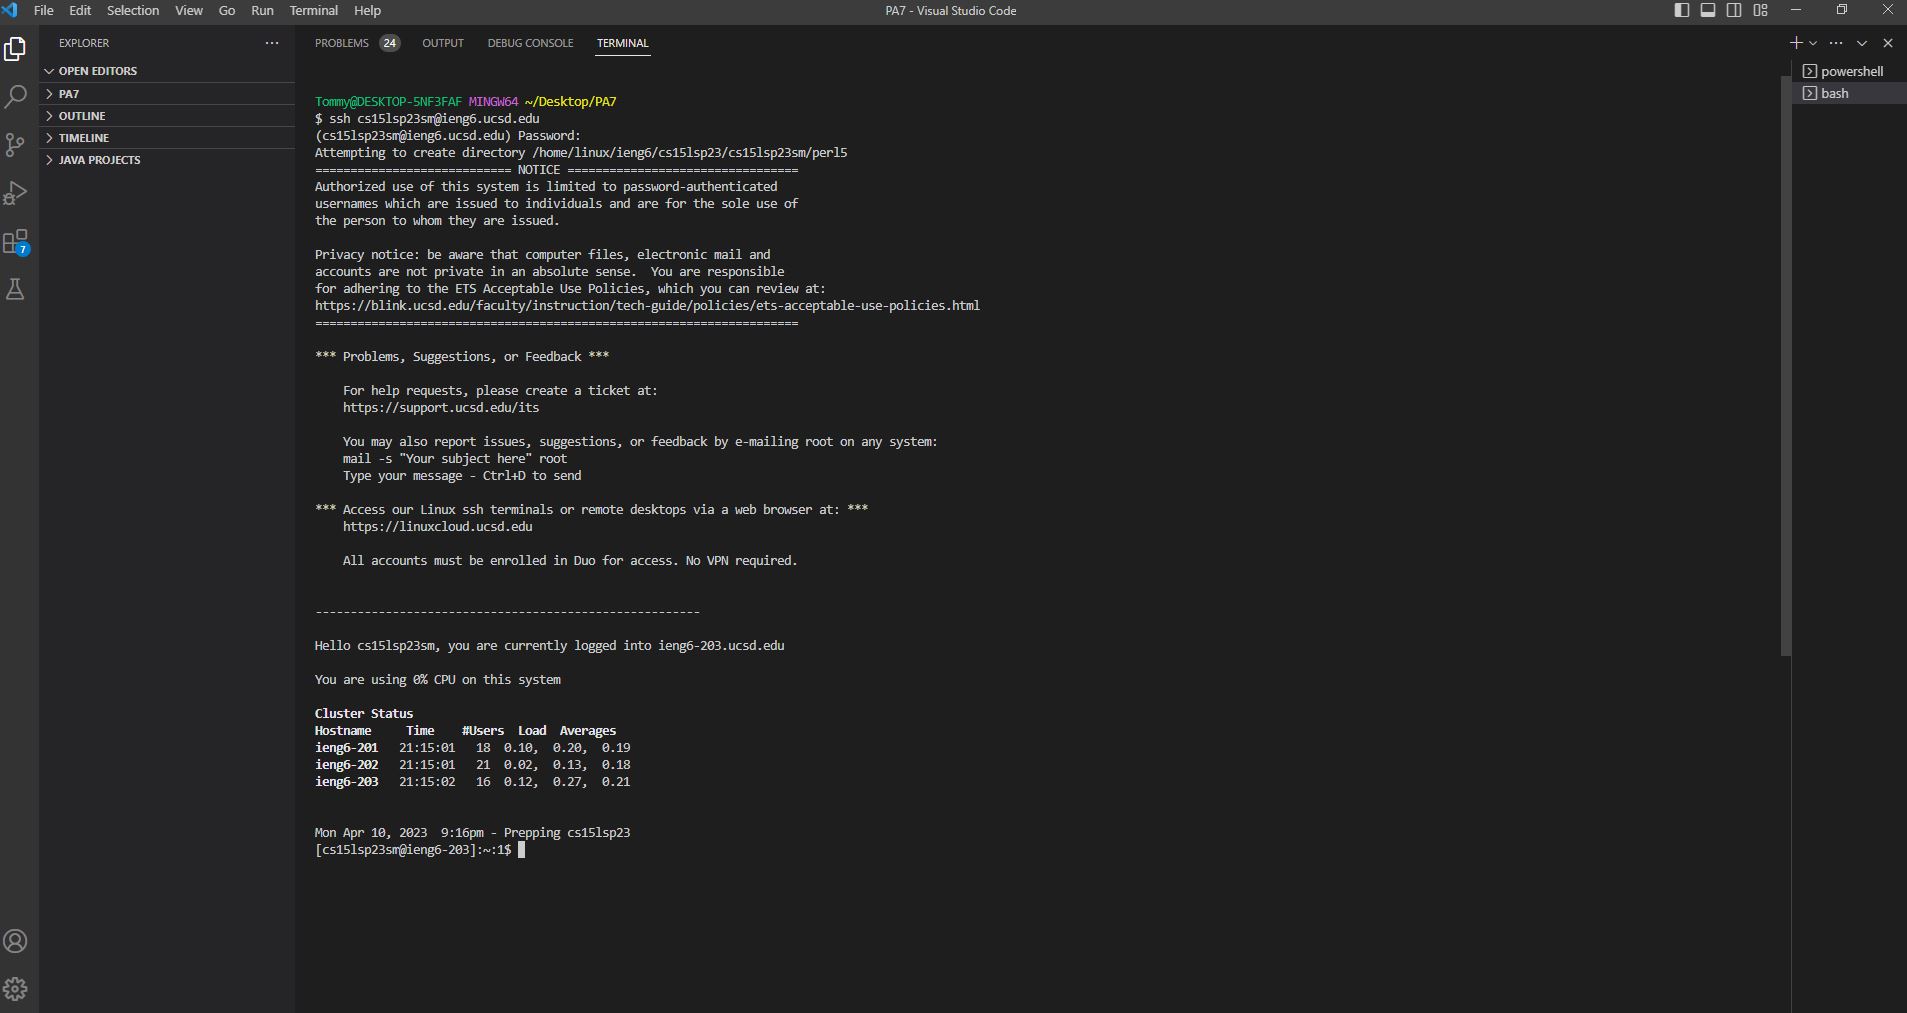 File Edit Selection View Go Run Terminal Help
PA7 - Visual Studio Code
EXPLORER
OPEN EDITORS
PA7
OUTLINE
TIMELINE
JAVA PROJECTS
7
PROBLEMS 24 OUTPUT DEBUG CONSOLE TERMINAL
powershell
bash
Tommy@DESKTOP-5NF3FAF MINGW64 ~/Desktop/PA7
$ ssh cs15lsp23sm@ieng6.ucsd.edu
(cs15lsp23sm@ieng6.ucsd.edu) Password:
Attempting to create directory /home/linux/ieng6/cs15lsp23/cs15lsp23sm/perl5
============================ NOTICE =================================
Authorized use of this system is limited to password-authenticated
usernames which are issued to individuals and are for the sole use of
the person to whom they are issued.
Privacy notice: be aware that computer files, electronic mail and
accounts are not private in an absolute sense.  You are responsible
for adhering to the ETS Acceptable Use Policies, which you can review at:
https://blink.ucsd.edu/faculty/instruction/tech-guide/policies/ets-acceptable-use-policies.html
=====================================================================
*** Problems, Suggestions, or Feedback ***
For help requests, please create a ticket at:
https://support.ucsd.edu/its
You may also report issues, suggestions, or feedback by e-mailing root on any system:
mail -s "Your subject here" root
Type your message - Ctrl+D to send
*** Access our Linux ssh terminals or remote desktops via a web browser at: ***
https://linuxcloud.ucsd.edu
All accounts must be enrolled in Duo for access. No VPN required.
-------------------------------------------------------
Hello cs15lsp23sm, you are currently logged into ieng6-203.ucsd.edu
You are using 0% CPU on this system
Cluster Status
Hostname     Time    #Users  Load  Averages
ieng6-201   21:15:01   18  0.10,  0.20,  0.19
ieng6-202   21:15:01   21  0.02,  0.13,  0.18
ieng6-203   21:15:02   16  0.12,  0.27,  0.21
Mon Apr 10, 2023  9:16pm - Prepping cs15lsp23
[cs15lsp23sm@ieng6-203]:~:1$